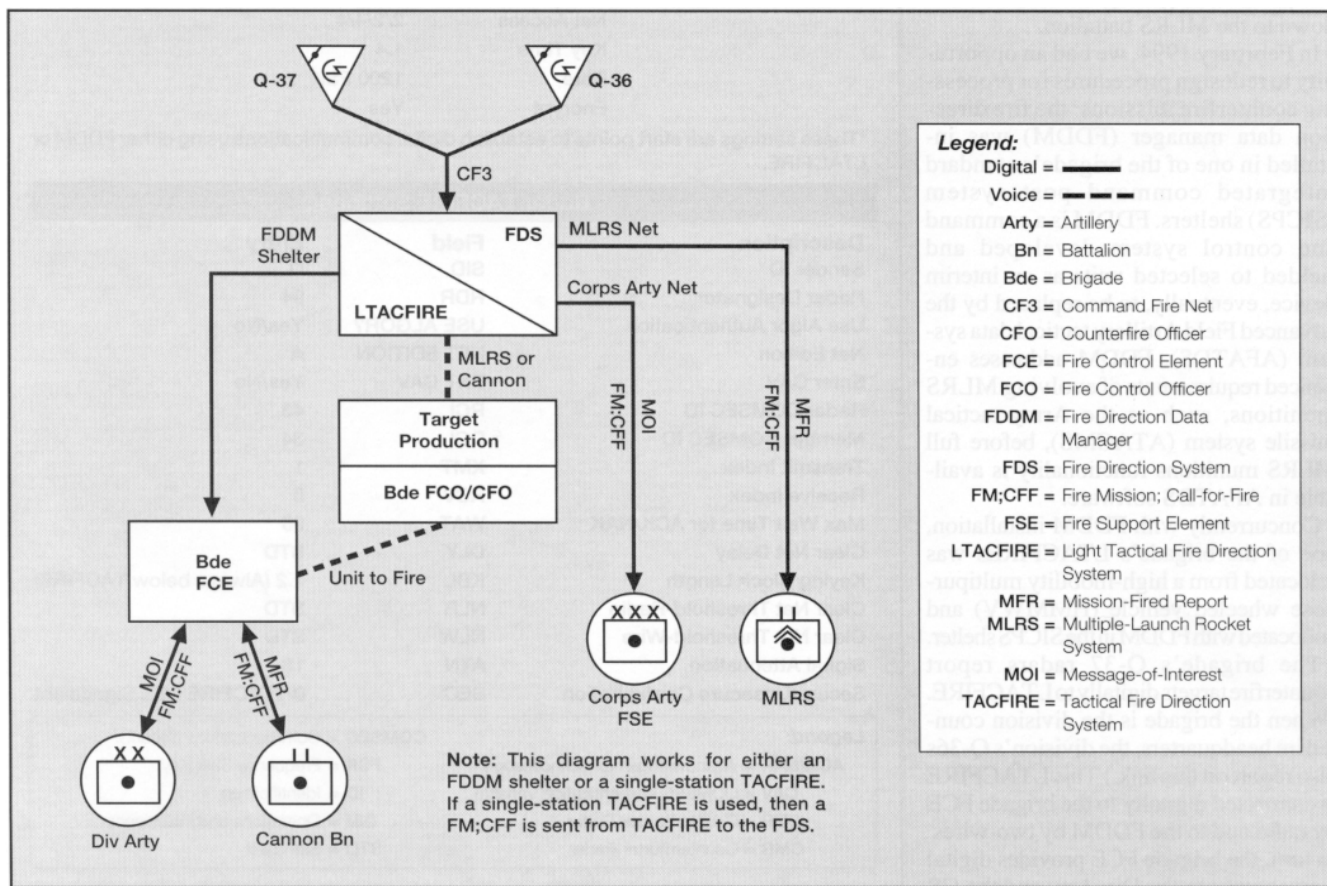 Q-37
Q-36
CF3
FDDM
Shelter
FDS
LTACFIRE
MLRS Net
Corps Arty Net
MLRS or
Cannon
Target
Production
Bde FCO/CFO
Bde
FCE
Unit to Fire
MOI
FM:CFF
MFR
FM:CFF
MOI
FM:CFF
MFR
FM:CFF
X X
Div Arty
I I
Cannon Bn
X X X
Corps Arty
FSE
I I
MLRS
Note: This diagram works for either an
FDDM shelter or a single-station TACFIRE.
If a single-station TACFIRE is used, then a
FM;CFF is sent from TACFIRE to the FDS.
Legend:
Digital =
Voice =
Arty = Artillery
Bn = Battalion
Bde = Brigade
CF3 = Command Fire Net
CFO = Counterfire Officer
FCE = Fire Control Element
FCO = Fire Control Officer
FDDM = Fire Direction Data
Manager
FDS = Fire Direction System
FM;CFF = Fire Mission; Call-for-Fire
FSE = Fire Support Element
LTACFIRE = Light Tactical Fire Direction
System
MFR = Mission-Fired Report
MLRS = Multiple-Launch Rocket
System
MOI = Message-of-Interest
TACFIRE = Tactical Fire Direction
System